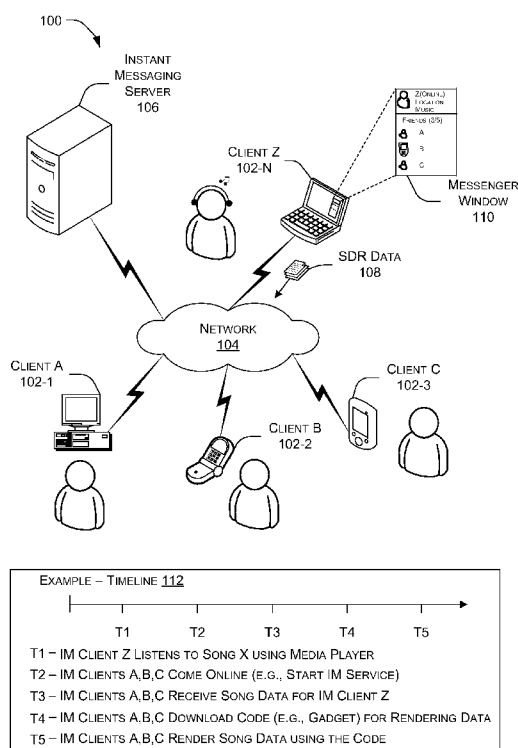 100
INSTANT
MESSAGING
SERVER
106
CLIENT Z
102-N
Z(ONLINE)
LOCATION
MUSIC
FRIENDS (3/5)
A
B
C
MESSENGER
WINDOW
110
SDR DATA
108
NETWORK
104
CLIENT A
102-1
CLIENT B
102-2
CLIENT C
102-3
EXAMPLE – TIMELINE 112
T1 T2 T3 T4 T5
T1 – IM CLIENT Z LISTENS TO SONG X USING MEDIA PLAYER
T2 – IM CLIENTS A,B,C COME ONLINE (E.G., START IM SERVICE)
T3 – IM CLIENTS A,B,C RECEIVE SONG DATA FOR IM CLIENT Z
T4 – IM CLIENTS A,B,C DOWNLOAD CODE (E.G., GADGET) FOR RENDERING DATA
T5 – IM CLIENTS A,B,C RENDER SONG DATA USING THE CODE